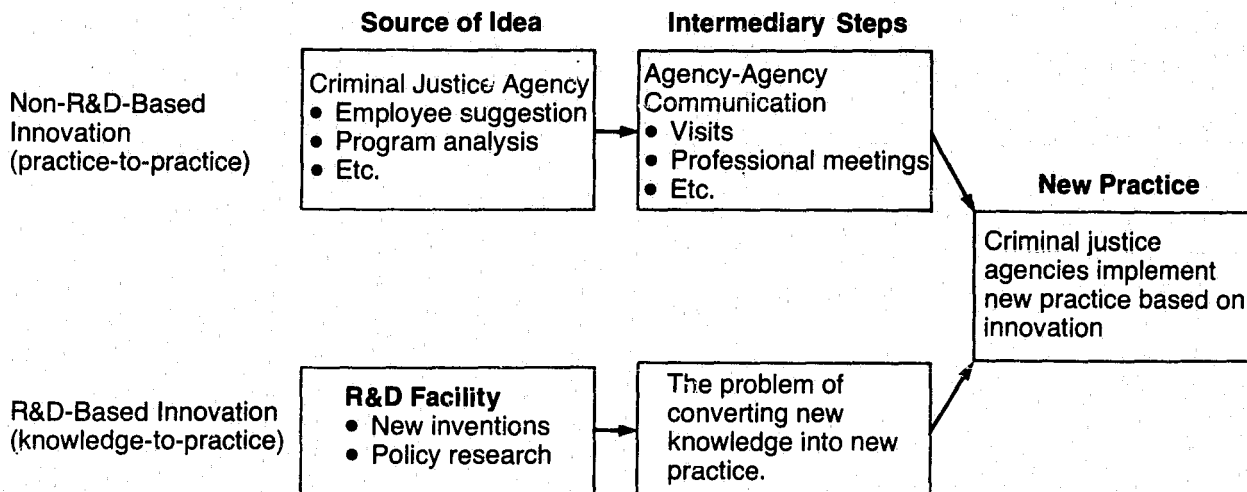 Source of Idea
Intermediary Steps
Non-R&D-Based
Innovation
(practice-to-practice)
Criminal Justice Agency
● Employee suggestion
● Program analysis
● Etc.
Agency-Agency
Communication
● Visits
● Professional meetings
● Etc.
New Practice
Criminal justice
agencies implement
new practice based on
innovation
R&D-Based Innovation
(knowledge-to-practice)
R&D Facility
● New inventions
● Policy research
The problem of
converting new
knowledge into new
practice.